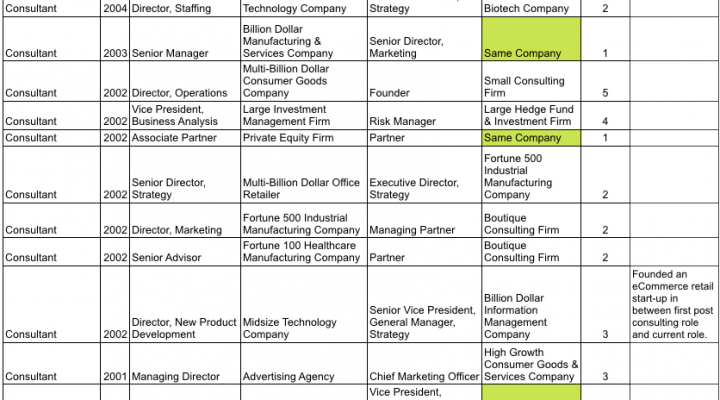 Strategy
Consultant 2004 Director, Staffing Technology Company Biotech Company 2
Billion Dollar
Manufacturing & Senior Director,
Consultant 2003 Senior Manager Services Company Marketing Same Company 1
Multi-Billion Dollar
Consumer Goods Small Consulting
Consultant 2002 Director, Operations Company Founder Firm 5
Vice President, Large Investment Large Hedge Fund
Consultant 2002 Business Analysis Management Firm Risk Manager & Investment Firm 4
Consultant 2002 Associate Partner Private Equity Firm Partner Same Company 1
Fortune 500
Industrial
Senior Director, Multi-Billion Dollar Office Executive Director, Manufacturing
Consultant 2002 Strategy Retailer Strategy Company 2
Fortune 500 Industrial Boutique
Consultant 2002 Director, Marketing Manufacturing Company Managing Partner Consulting Firm 2
Fortune 100 Healthcare Boutique
Consultant 2002 Senior Advisor Manufacturing Company Partner Consulting Firm 2
Founded an
eCommerce retail
Billion Dollar start-up in
Senior Vice President, Information between first post
Director, New Product Midsize Technology General Manager, Management consulting role
Consultant 2002 Development Company Strategy Company 3 and current role.
High Growth
Consumer Goods &
Consultant 2001 Managing Director Advertising Agency Chief Marketing Officer Services Company 3
Vice President,